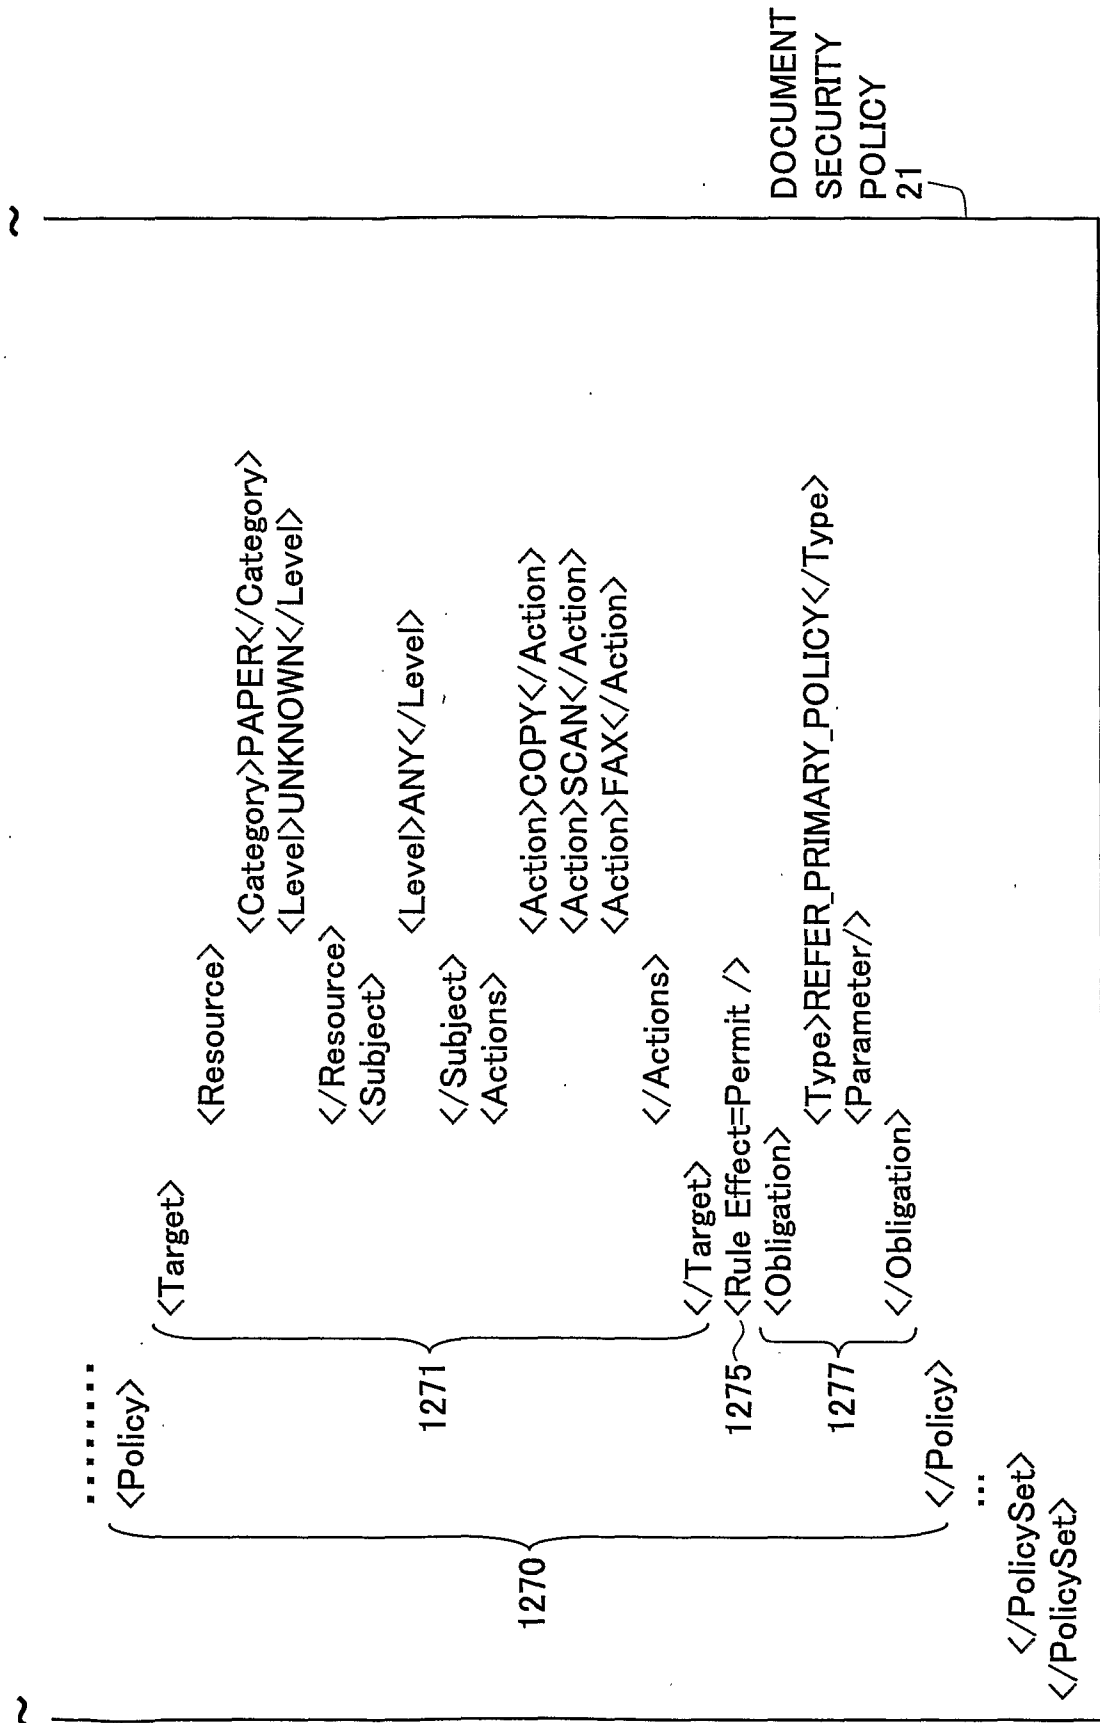 ........
<Policy>
<Target>
<Resource>
<Category>PAPER</Category>
<Level>UNKNOWN</Level>
</Resource>
<Subject>
<Level>ANY</Level>
</Subject>
<Actions>
<Action>COPY</Action>
<Action>SCAN</Action>
<Action>FAX</Action>
</Actions>
</Target>
1271
1275 <Rule Effect=Permit />
<Obligation>
<Type>REFER_PRIMARY_POLICY</Type>
<Parameter/>
</Obligation>
1277
</Policy>
1270
...
</PolicySet>
</PolicySet>
DOCUMENT
SECURITY
POLICY
21